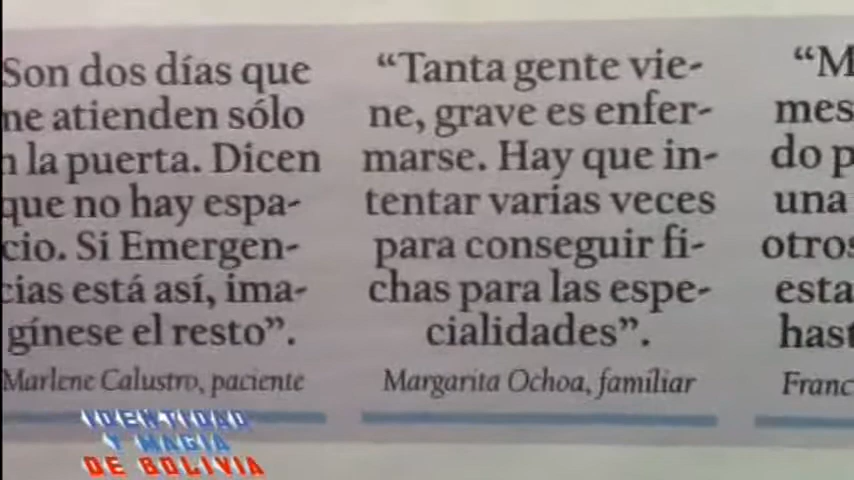 Son dos días que
me atienden sólo
la puerta. Dicen
que no hay espa-
cio. Si Emergen-
cias está así, ima-
gínese el resto”.
Marlene Calustro, paciente
“Tanta gente vie-
ne, grave es enfer-
marse. Hay que in-
tentar varias veces
para conseguir fi-
chas para las espe-
cialidades”.
Margarita Ochoa, familiar
“M
mes
do p
una
otros
esta
hast
Franc
IDENTIDAD
Y MAGIA
DE BOLIVIA